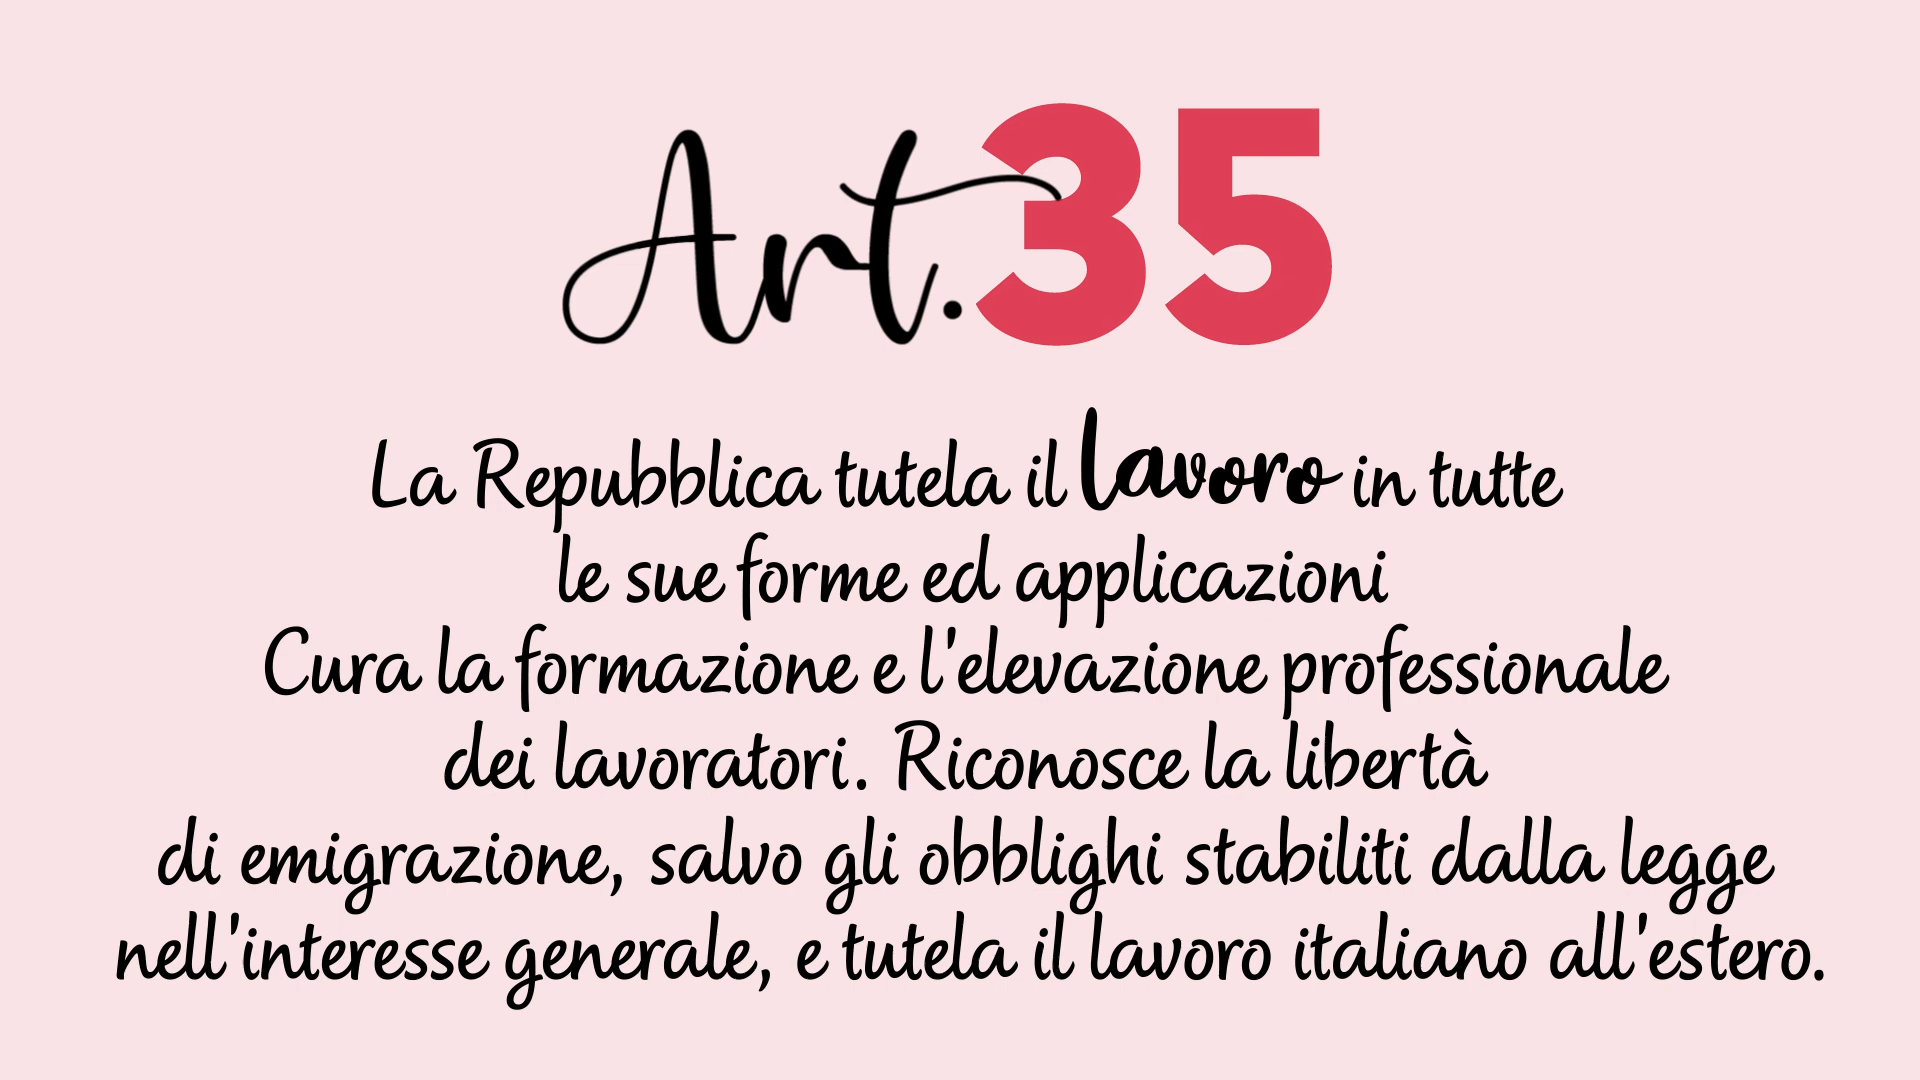 Art.35
La Repubblica tutela il lavoro in tutte
le sue forme ed applicazioni
Cura la formazione e l'elevazione professionale
dei lavoratori. Riconosce la libertà
di emigrazione, salvo gli obblighi stabiliti dalla legge
nell'interesse generale, e tutela il lavoro italiano all'estero.